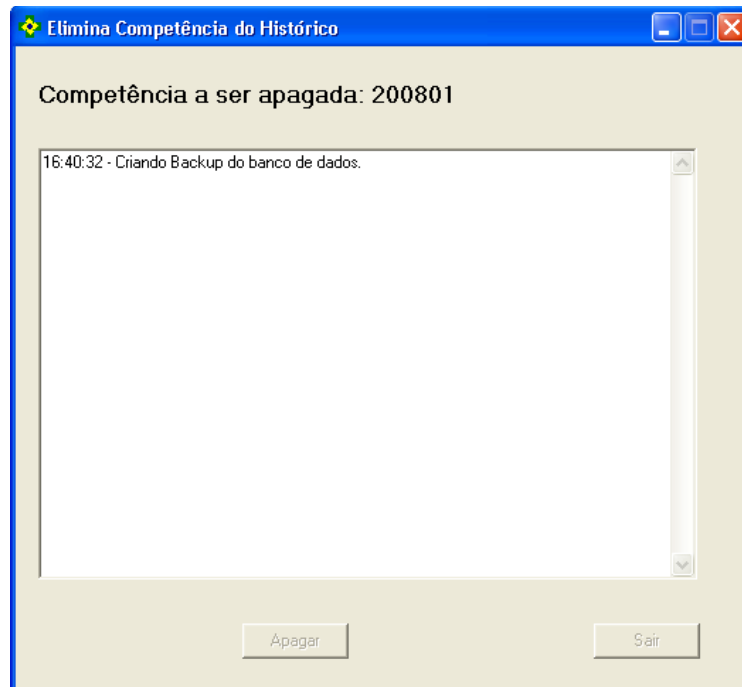 Elimina Competência do Histórico
Competência a ser apagada: 200801
16:40:32 - Criando Backup do banco de dados.
Apagar
Sair